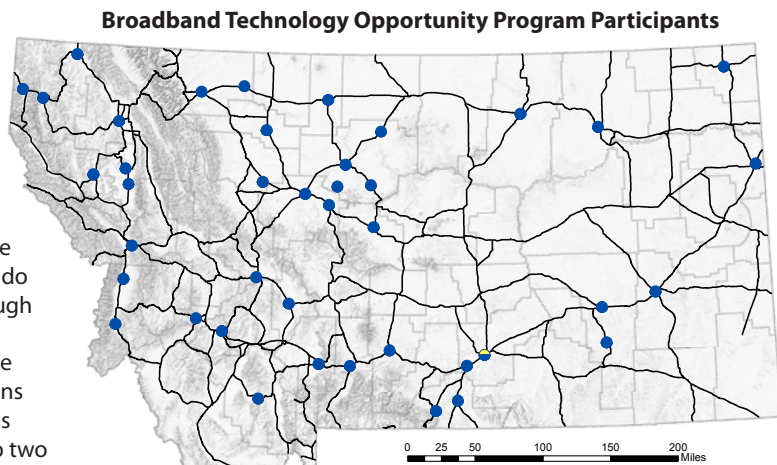 Broadband Technology Opportunity Program Participants
e
do
ugh
e
ns
s
o two
0 25 50 100 150 200
Miles